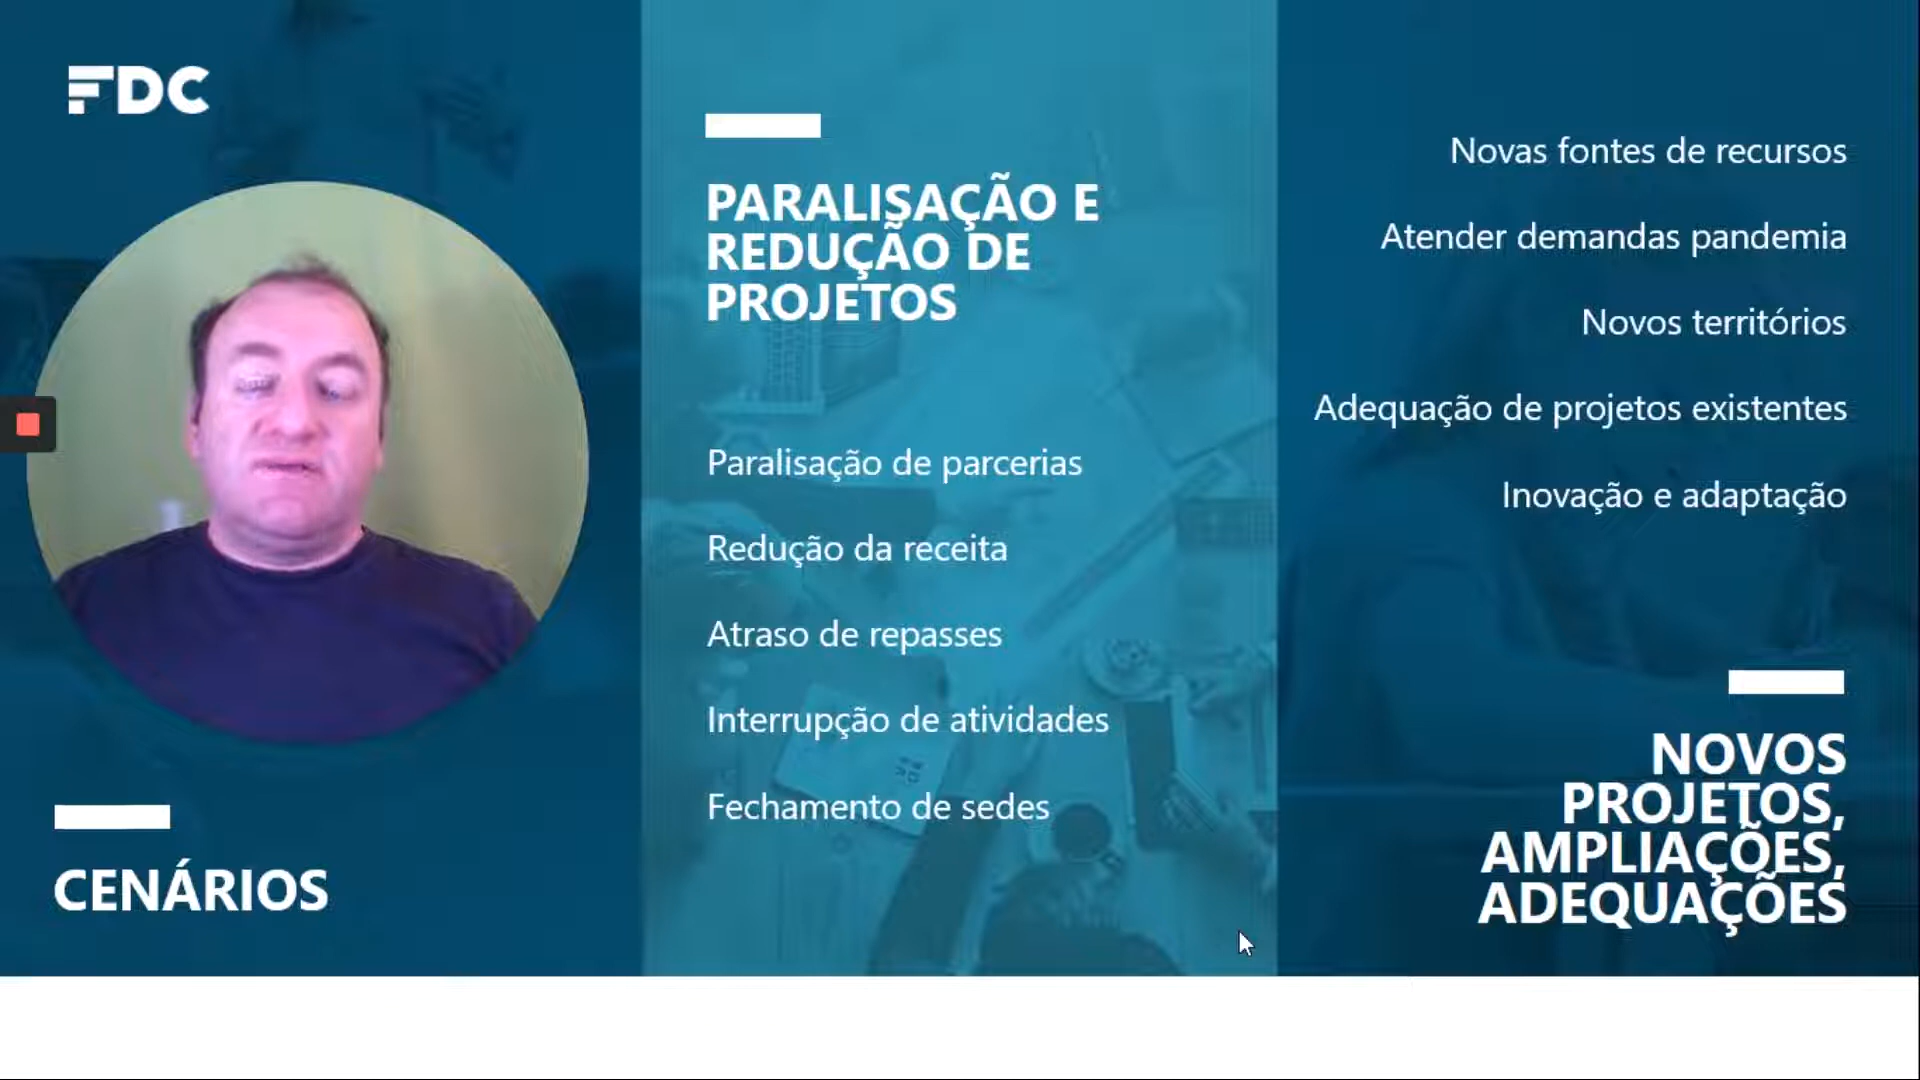 FDC
CENÁRIOS
PARALISAÇÃO E
REDUÇÃO DE
PROJETOS
Paralisação de parcerias
Redução da receita
Atraso de repasses
Interrupção de atividades
Fechamento de sedes
Novas fontes de recursos
Atender demandas pandemia
Novos territórios
Adequação de projetos existentes
Inovação e adaptação
NOVOS
PROJETOS,
AMPLIAÇÕES,
ADEQUAÇÕES